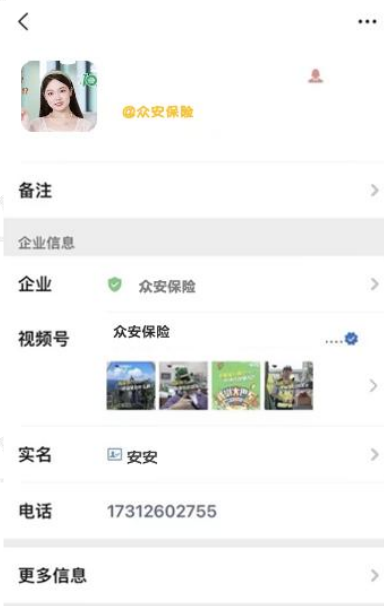 @众安保险
备注
企业信息
企业
众安保险
视频号
众安保险
实名
安安
电话
17312602755
更多信息